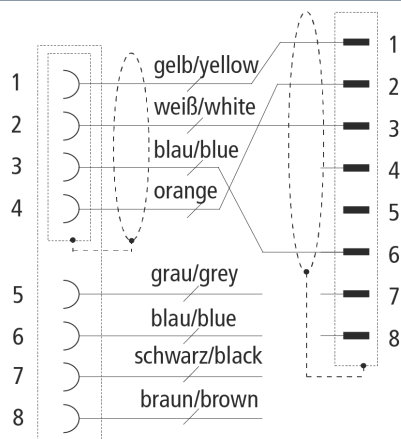 1 gelb/yellow 1
2 weiß/white 2
3 blau/blue 3
4 orange 4
5
6
5 grau/grey 7
6 blau/blue 8
7 schwarz/black
8 braun/brown